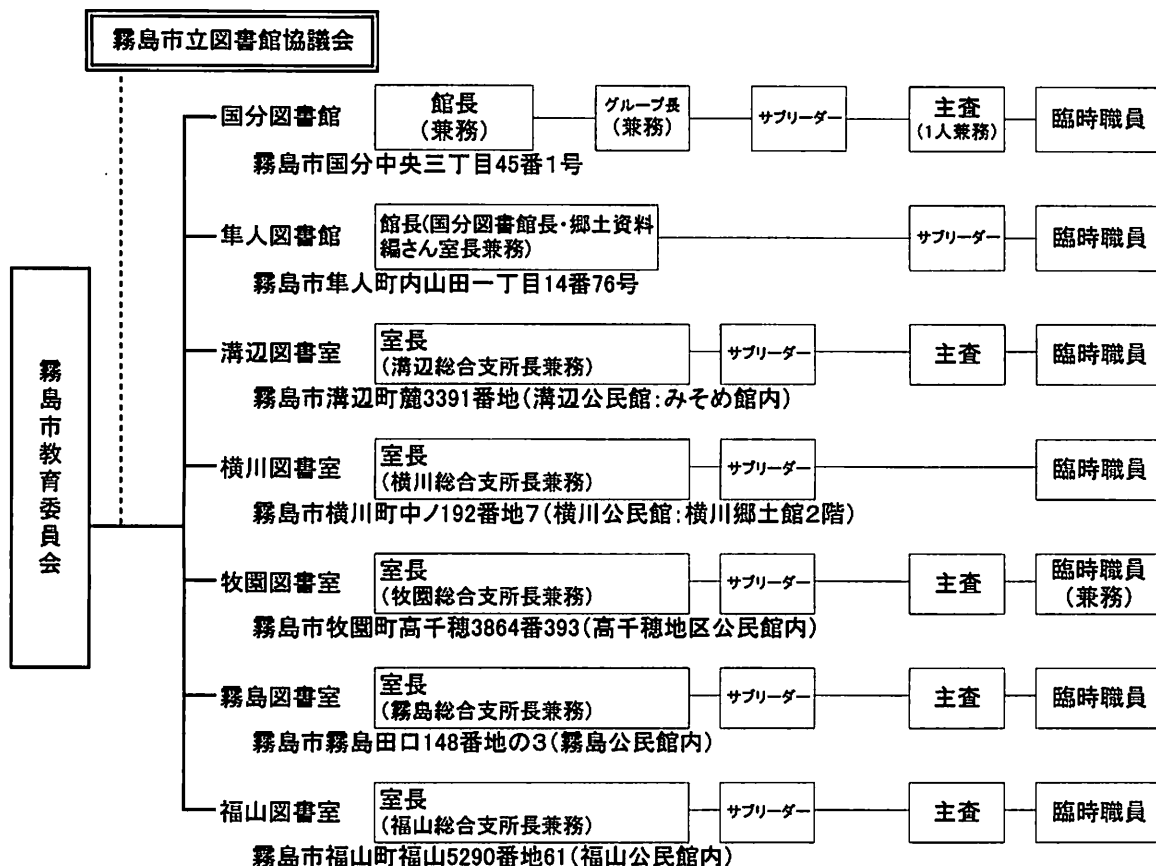 霧島市立図書館協議会
霧島市教育委員会
国分図書館
館長
(兼務)
グループ長
(兼務)
サブリーダー
主査
(1人兼務)
臨時職員
霧島市国分中央三丁目45番1号
隼人図書館
館長(国分図書館長・郷土資料
編さん室長兼務)
サブリーダー
臨時職員
霧島市隼人町内山田一丁目14番76号
溝辺図書室
室長
(溝辺総合支所長兼務)
サブリーダー
主査
臨時職員
霧島市溝辺町麓3391番地(溝辺公民館:みそめ館内)
横川図書室
室長
(横川総合支所長兼務)
サブリーダー
臨時職員
霧島市横川町中ノ192番地7(横川公民館:横川郷土館2階)
牧園図書室
室長
(牧園総合支所長兼務)
サブリーダー
主査
臨時職員
(兼務)
霧島市牧園町高千穂3864番393(高千穂地区公民館内)
霧島図書室
室長
(霧島総合支所長兼務)
サブリーダー
主査
臨時職員
霧島市霧島田口148番地の3(霧島公民館内)
福山図書室
室長
(福山総合支所長兼務)
サブリーダー
主査
臨時職員
霧島市福山町福山5290番地61(福山公民館内)